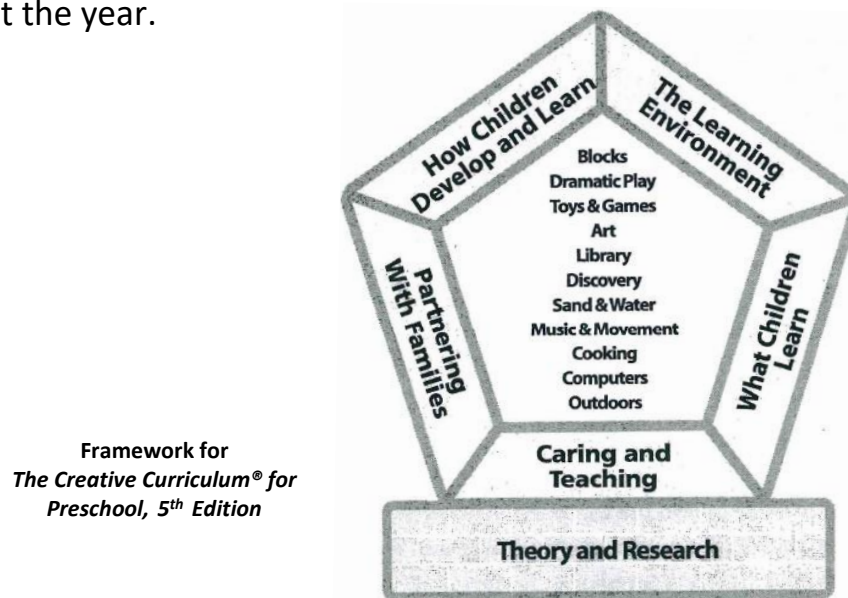 t the year.
How Children
Develop and Learn
The Learning
Environment
Blocks
Dramatic Play
Toys & Games
Art
Library
Discovery
Sand & Water
Music & Movement
Cooking
Computers
Outdoors
Partnering
With Families
What Children
Learn
Caring and
Teaching
Theory and Research
Framework for
The Creative Curriculum® for
Preschool, 5th Edition